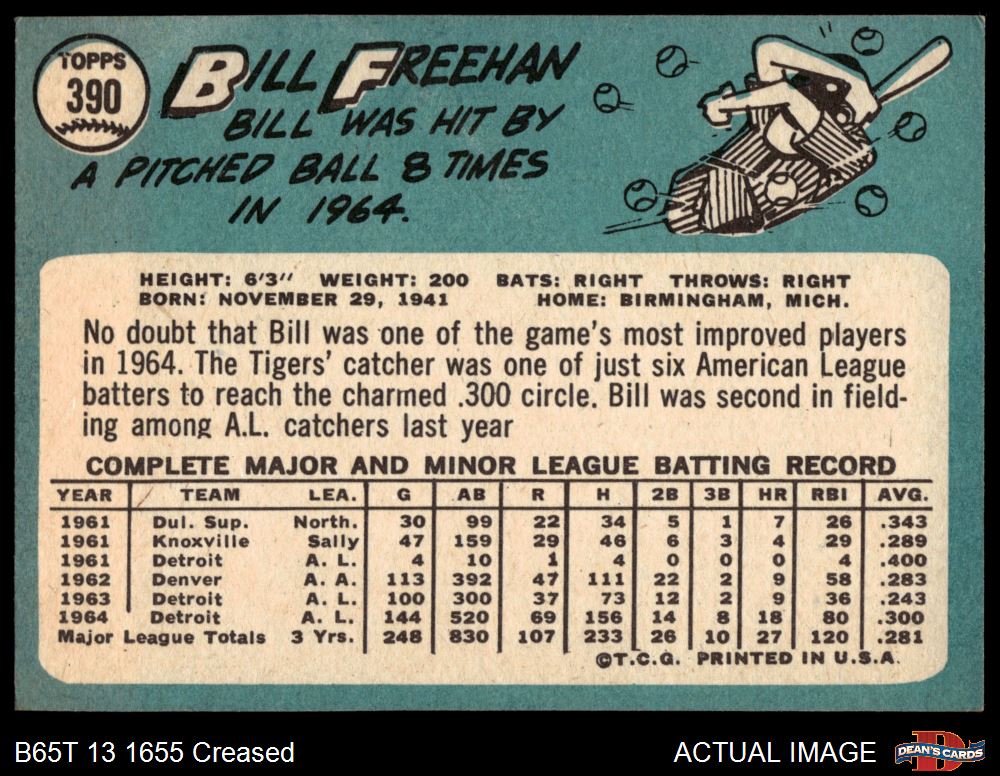 TOPPS
390
BILL FREEHAN
BILL WAS HIT BY
A PITCHED BALL 8 TIMES
IN 1964.
HEIGHT: 6'3" WEIGHT: 200 BATS: RIGHT THROWS: RIGHT
BORN: NOVEMBER 29, 1941 HOME: BIRMINGHAM, MICH.
No doubt that Bill was one of the game's most improved players
in 1964. The Tigers' catcher was one of just six American League
batters to reach the charmed .300 circle. Bill was second in field-
ing among A.L. catchers last year
COMPLETE MAJOR AND MINOR LEAGUE BATTING RECORD
YEAR TEAM LEA. G AB R H 2B 3B HR RBI AVG.
1961 Dul. Sup. North. 30 99 22 34 5 1 7 26 .343
1961 Knoxville Sally 47 159 29 46 6 3 4 29 .289
1961 Detroit A. L. 4 10 1 4 0 0 0 4 .400
1962 Denver A. A. 113 392 47 111 22 2 9 58 .283
1963 Detroit A. L. 100 300 37 73 12 2 9 36 .243
1964 Detroit A. L. 144 520 69 156 14 8 18 80 .300
Major League Totals 3 Yrs. 248 830 107 233 26 10 27 120 .281
©T.C.G. PRINTED IN U.S.A.
B65T 13 1655 Creased
ACTUAL IMAGE
D
DEAN'S CARDS